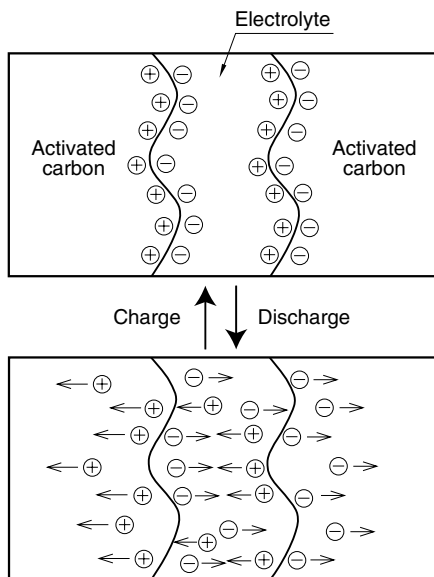 Electrolyte
Activated
carbon
Activated
carbon
Charge
Discharge